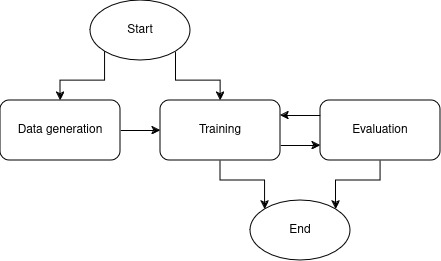 Start
Data generation
Training
Evaluation
End